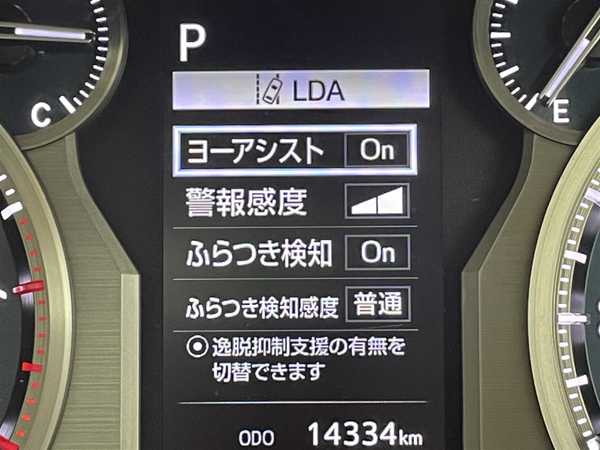 P
LDA
ヨーアシスト On
警報感度
ふらつき検知 On
ふらつき検知感度 普通
逸脱抑制支援の有無を
切替できます
C
E
ODO 14334km